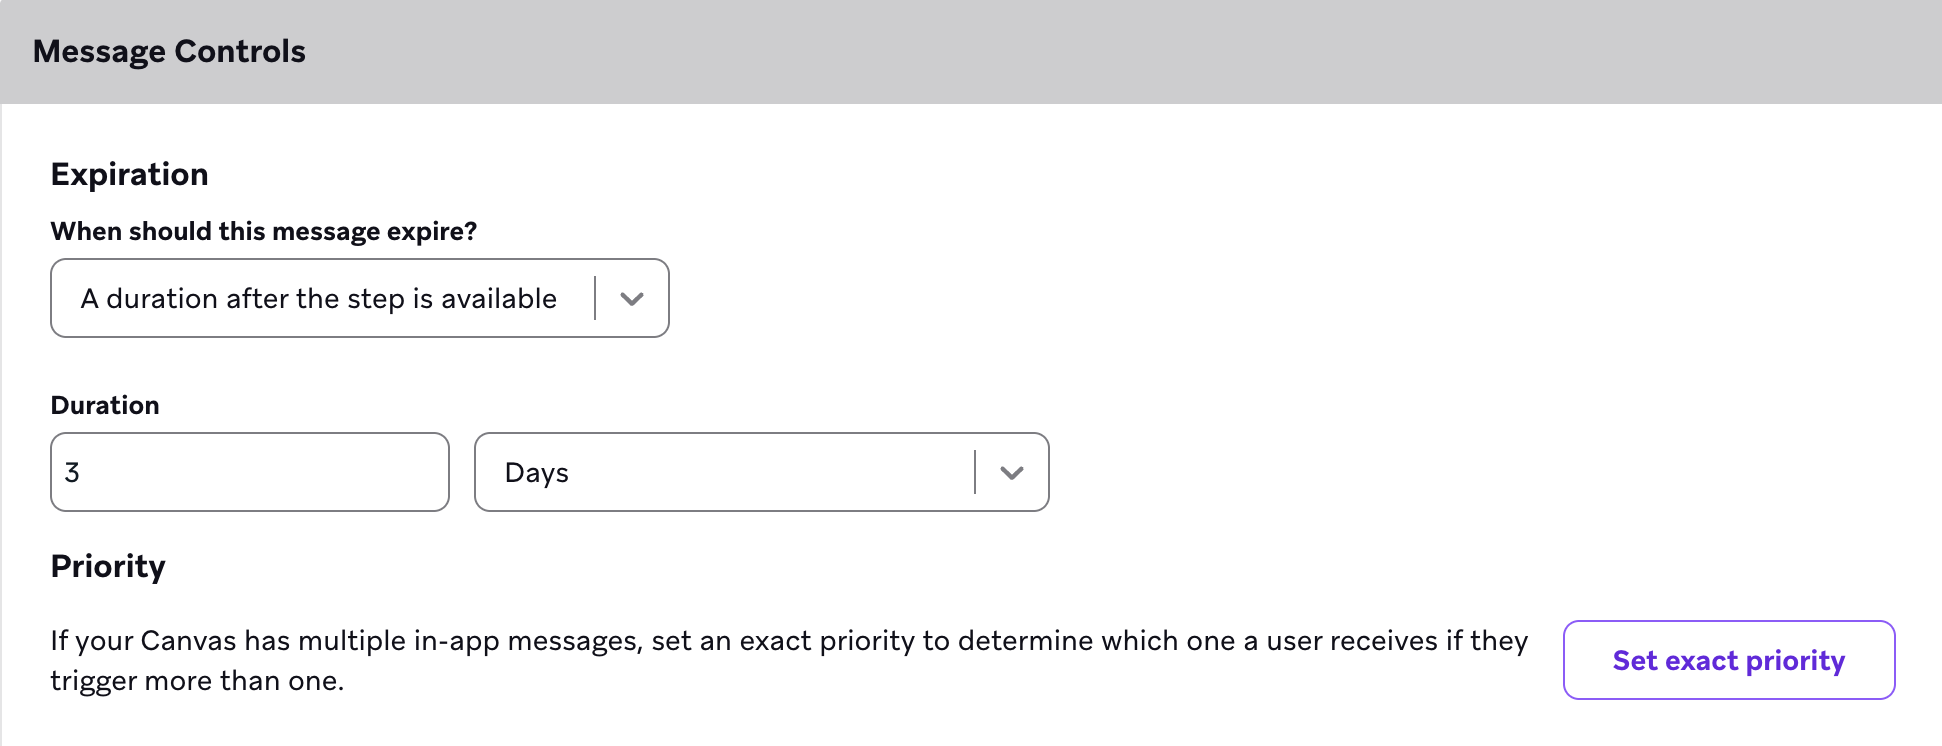 Message Controls
Expiration
When should this message expire?
A duration after the step is available
Duration
3 Days
Priority
If your Canvas has multiple in-app messages, set an exact priority to determine which one a user receives if they
trigger more than one.
Set exact priority